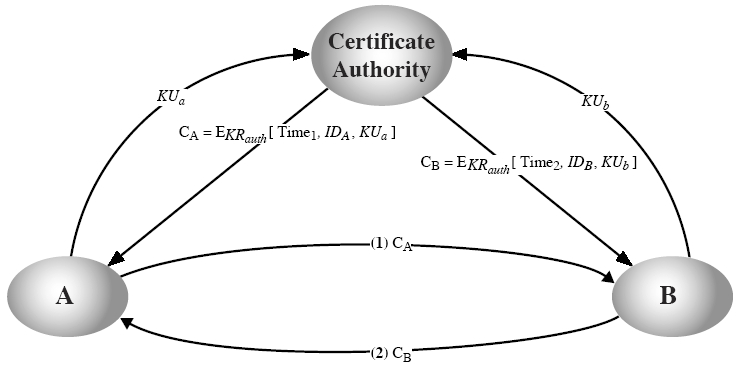 Certificate
Authority
KUa
KUb
CA = EKRauth[ Time1, IDA, KUa ]
CB = EKRauth[ Time2, IDB, KUb ]
(1) CA
A
B
(2) CB